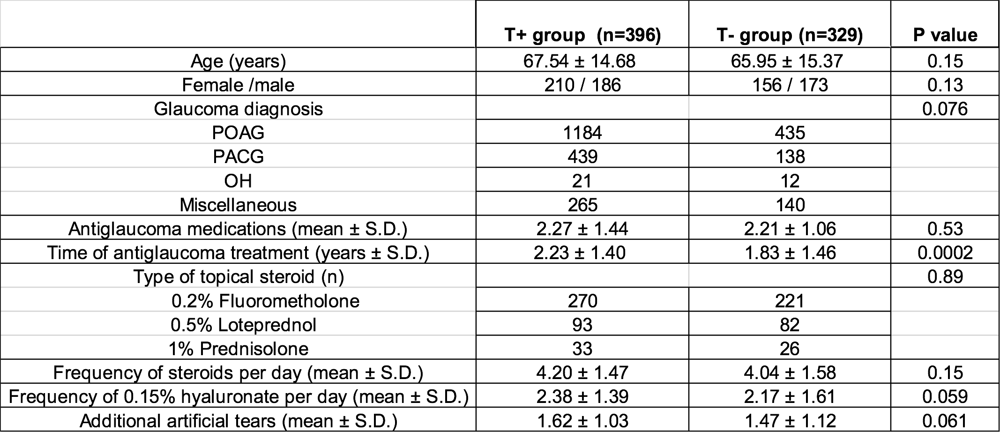 T+ group (n=396) T- group (n=329) P value
Age (years) 67.54 ± 14.68 65.95 ± 15.37 0.15
Female /male 210 / 186 156 / 173 0.13
Glaucoma diagnosis 0.076
POAG 1184 435
PACG 439 138
OH 21 12
Miscellaneous 265 140
Antiglaucoma medications (mean ± S.D.) 2.27 ± 1.44 2.21 ± 1.06 0.53
Time of antiglaucoma treatment (years ± S.D.) 2.23 ± 1.40 1.83 ± 1.46 0.0002
Type of topical steroid (n) 0.89
0.2% Fluorometholone 270 221
0.5% Loteprednol 93 82
1% Prednisolone 33 26
Frequency of steroids per day (mean ± S.D.) 4.20 ± 1.47 4.04 ± 1.58 0.15
Frequency of 0.15% hyaluronate per day (mean ± S.D.) 2.38 ± 1.39 2.17 ± 1.61 0.059
Additional artificial tears (mean ± S.D.) 1.62 ± 1.03 1.47 ± 1.12 0.061